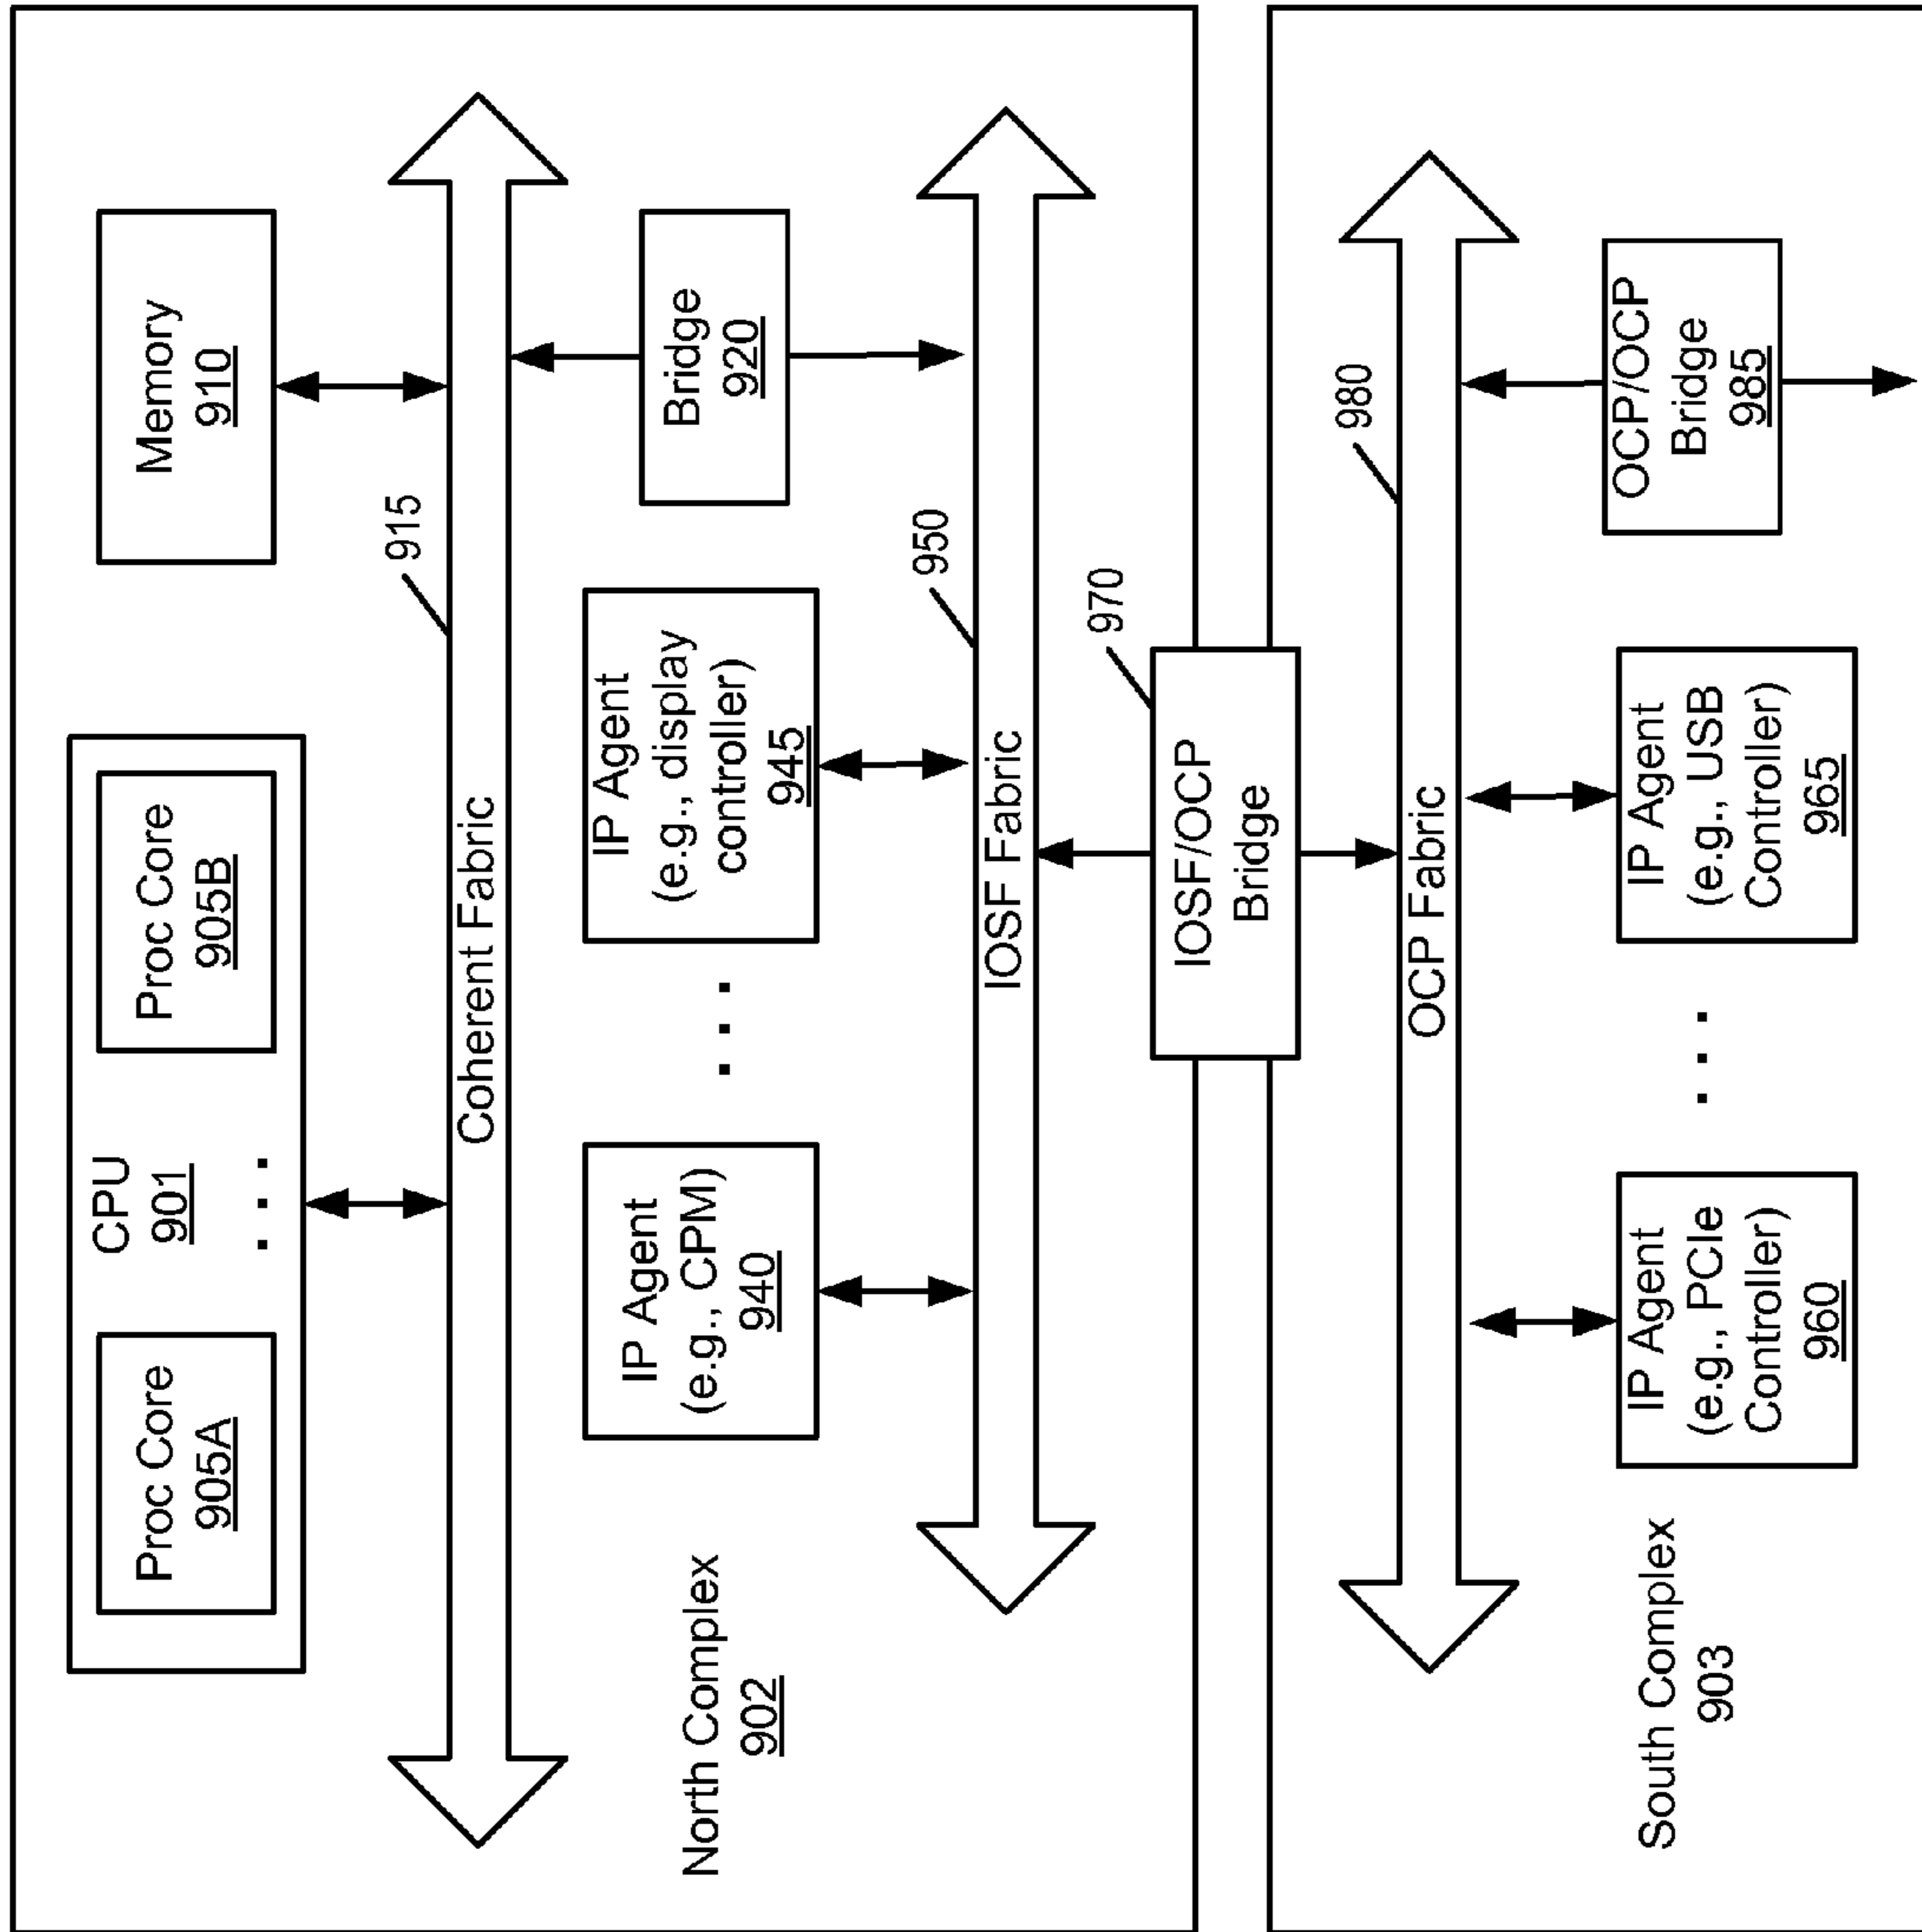 Proc Core
905A
CPU
901
...
Proc Core
905B
Memory
910
915
Coherent Fabric
North Complex
902
IP Agent
(e.g., CPM)
940
...
IP Agent
(e.g., display
controller)
945
Bridge
920
950
IOSF Fabric
970
IOSF/OCP
Bridge
980
OCP Fabric
South Complex
903
IP Agent
(e.g., PCIe
Controller)
960
...
IP Agent
(e.g., USB
Controller)
965
OCP/OCP
Bridge
985